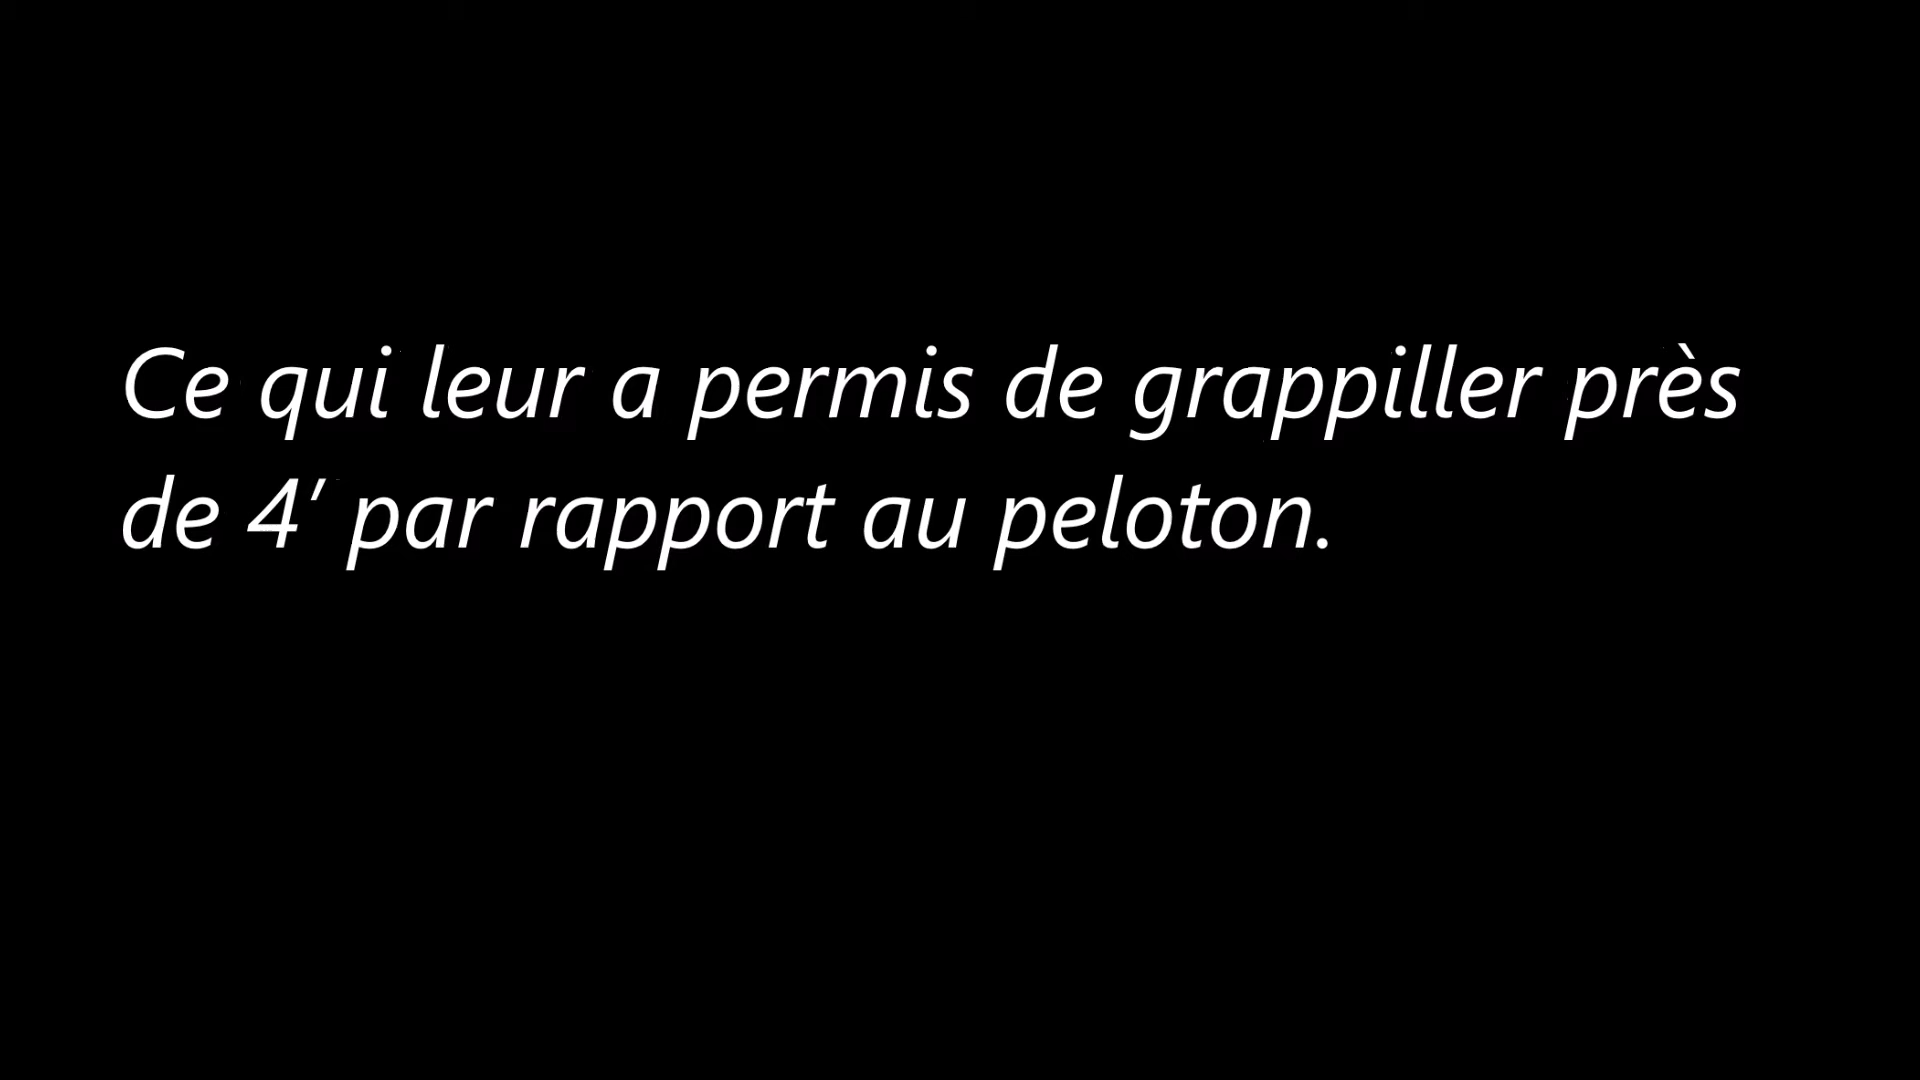 Ce qui leur a permis de grappiller près
de 4’ par rapport au peloton.